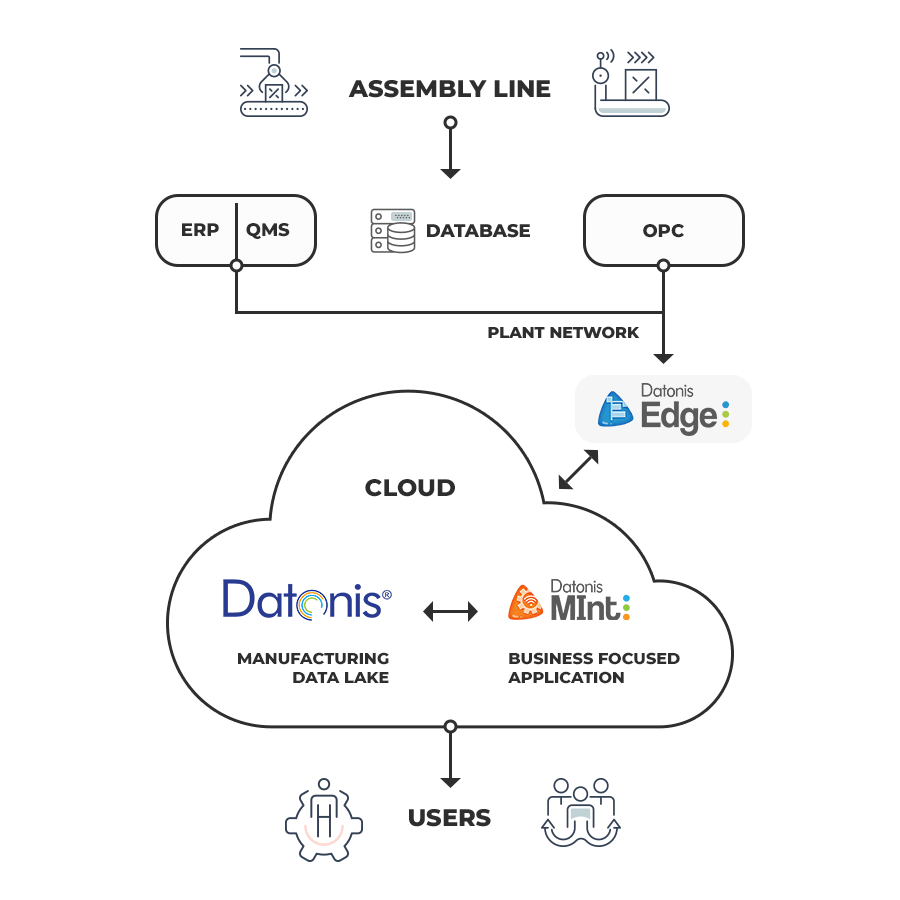 ASSEMBLY LINE
ERP QMS
DATABASE
OPC
PLANT NETWORK
Datonis
Edge
CLOUD
Datonis®
Datonis
MInt
MANUFACTURING
DATA LAKE
BUSINESS FOCUSED
APPLICATION
USERS